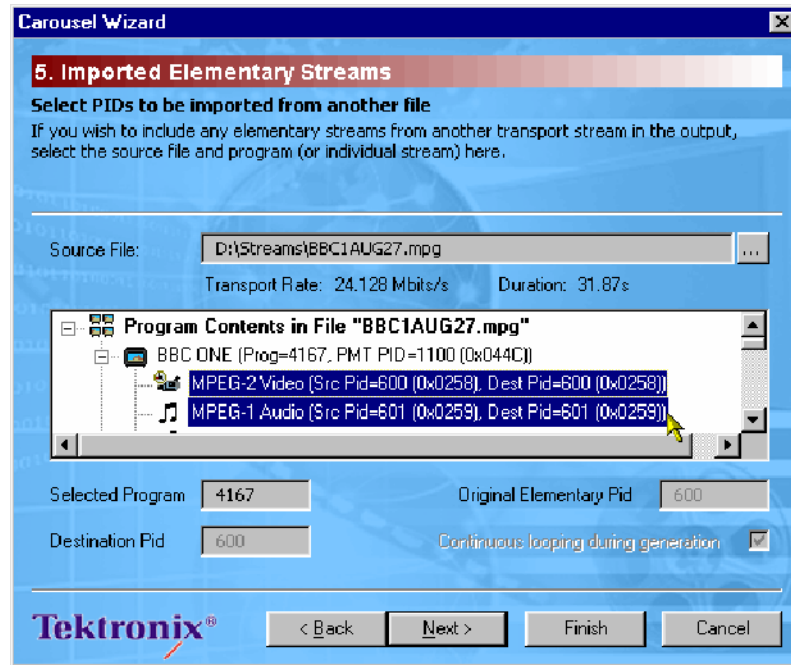 Carousel Wizard
5. Imported Elementary Streams
Select PIDs to be imported from another file
If you wish to include any elementary streams from another transport stream in the output,
select the source file and program (or individual stream) here.
Source File: D:\Streams\BBC1AUG27.mpg ...
Transport Rate: 24.128 Mbits/s Duration: 31.87s
Program Contents in File "BBC1AUG27.mpg"
BBC ONE (Prog=4167, PMT PID=1100 (0x044C))
MPEG-2 Video (Src Pid=600 (0x0258), Dest Pid=600 (0x0258))
MPEG-1 Audio (Src Pid=601 (0x0259), Dest Pid=601 (0x0259))
Selected Program 4167 Original Elementary Pid 600
Destination Pid 600 Continuous looping during generation
Tektronix® < Back Next > Finish Cancel